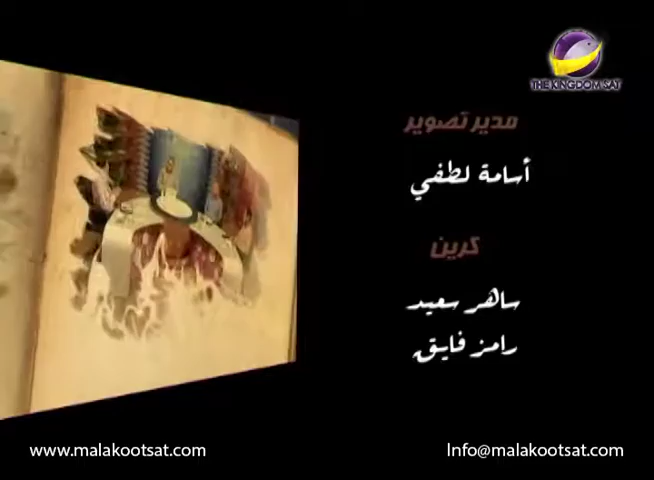 THE KINGDOM SAT
مدير تصوير
أسامة لطفي
كرين
ساهر سعيد
رامز فايق
www.malakootsat.com
Info@malakootsat.com